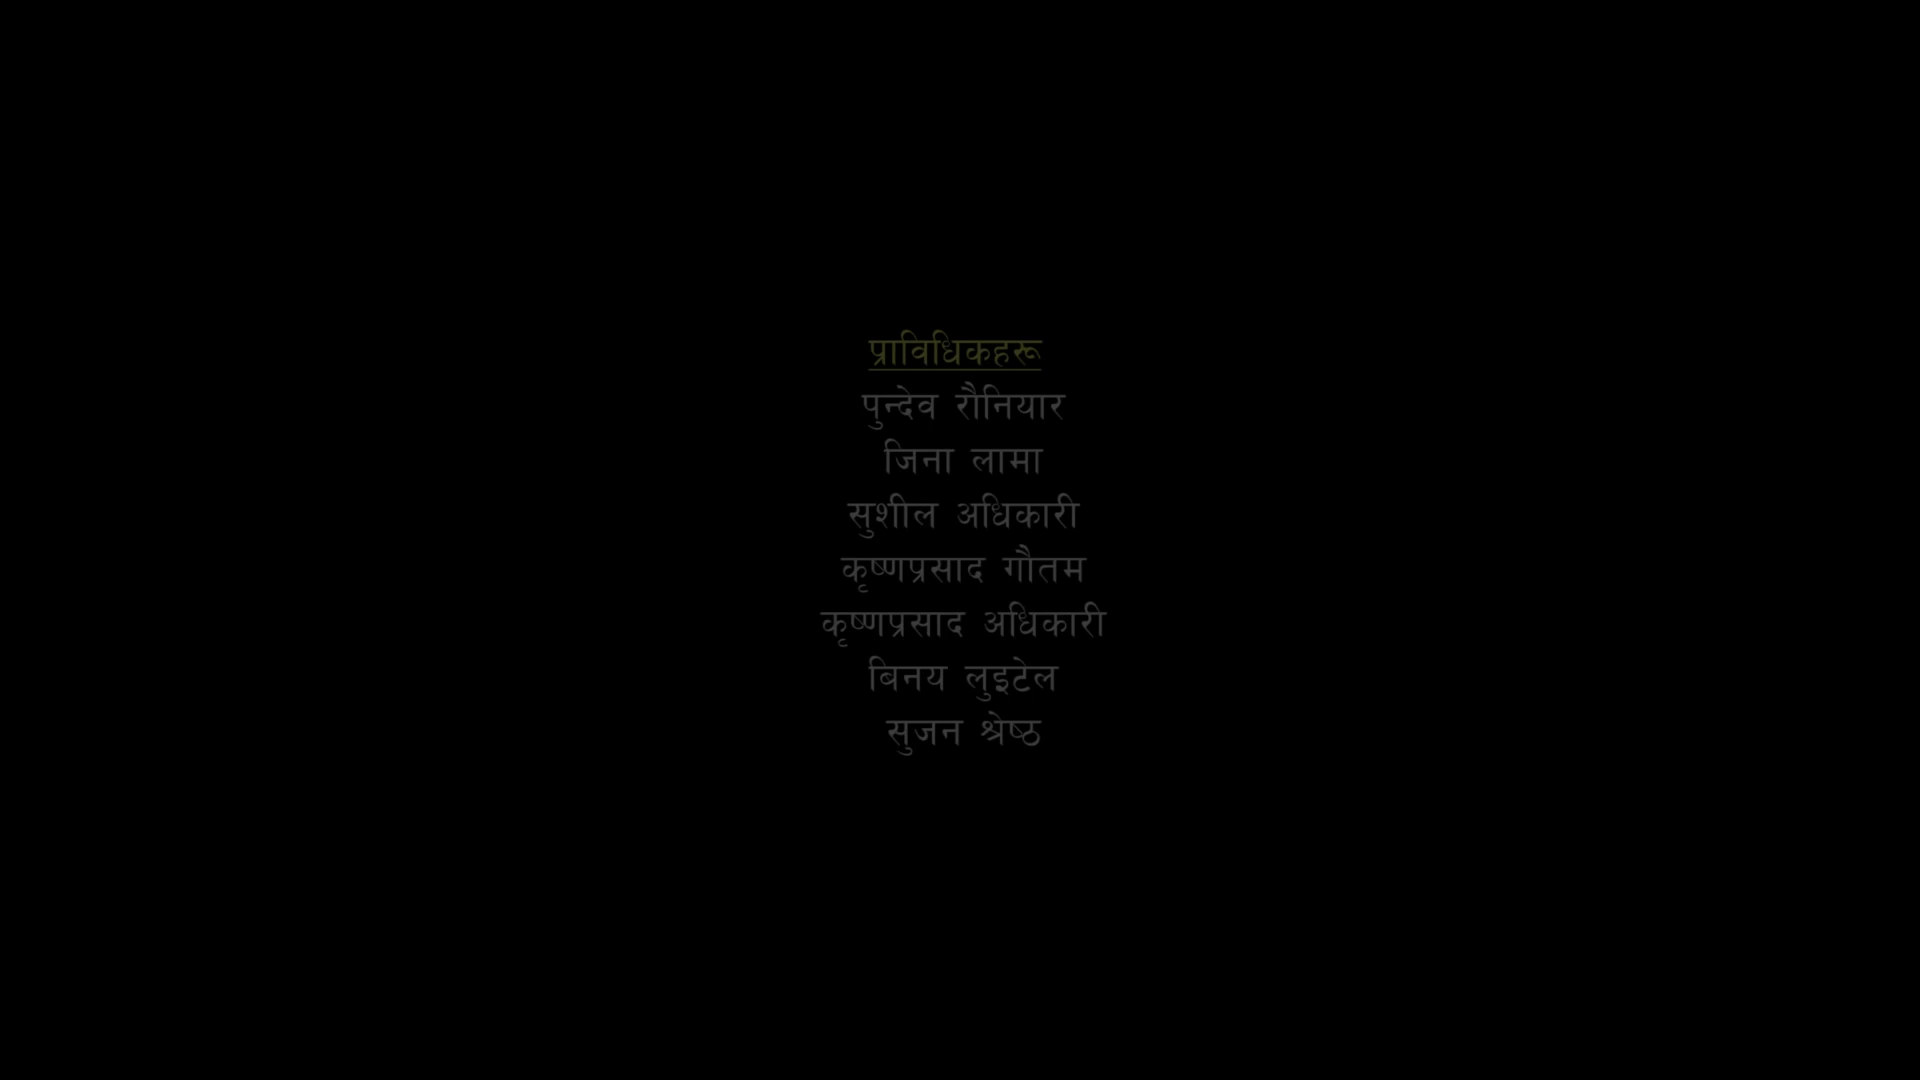 प्राविधिकहरू
पुन्देव रौनियार
जिना लामा
सुशील अधिकारी
कृष्णप्रसाद गौतम
कृष्णप्रसाद अधिकारी
बिनय लुइटेल
सुजन श्रेष्ठ